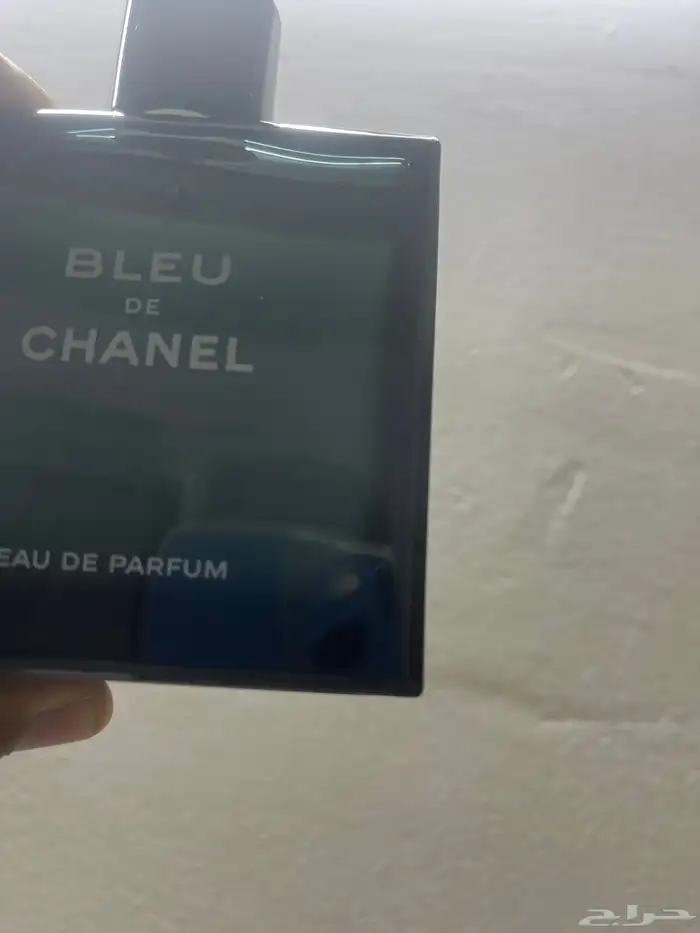 BLEU
DE
CHANEL
EAU DE PARFUM
حراج